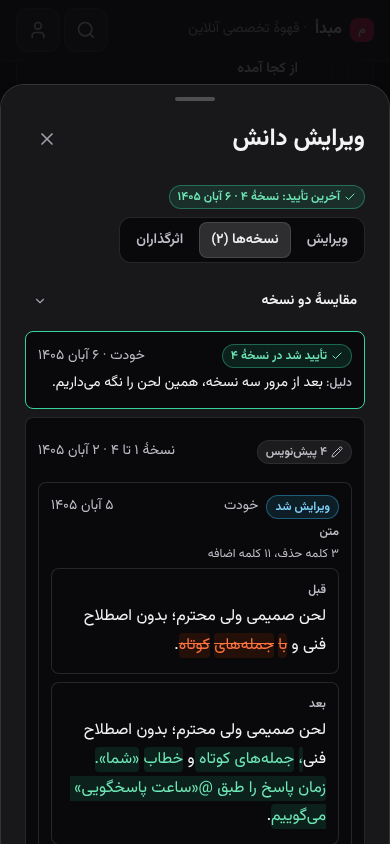 م مبدأ · قهوهٔ تخصصی آنلاین
از کجا آمده
ویرایش دانش
آخرین تأیید: نسخهٔ ۴ · ۶ آبان ۱۴۰۵
ویرایش نسخه‌ها (۲) اثرگذاران
مقایسهٔ دو نسخه
تأیید شد در نسخهٔ ۴ خودت · ۶ آبان ۱۴۰۵
دلیل: بعد از مرور سه نسخه، همین لحن را نگه می‌داریم.
۴ پیش‌نویس نسخهٔ ۱ تا ۴ · ۲ آبان ۱۴۰۵
ویرایش شد خودت ۵ آبان ۱۴۰۵
متن
۳ کلمه حذف، ۱۱ کلمه اضافه
قبل
لحن صمیمی ولی محترم؛ بدون اصطلاح
فنی و با جمله‌های کوتاه.
بعد
لحن صمیمی ولی محترم؛ بدون اصطلاح
فنی، جمله‌های کوتاه و خطاب «شما».
زمان پاسخ را طبق @«ساعت پاسخگویی»
می‌گوییم.